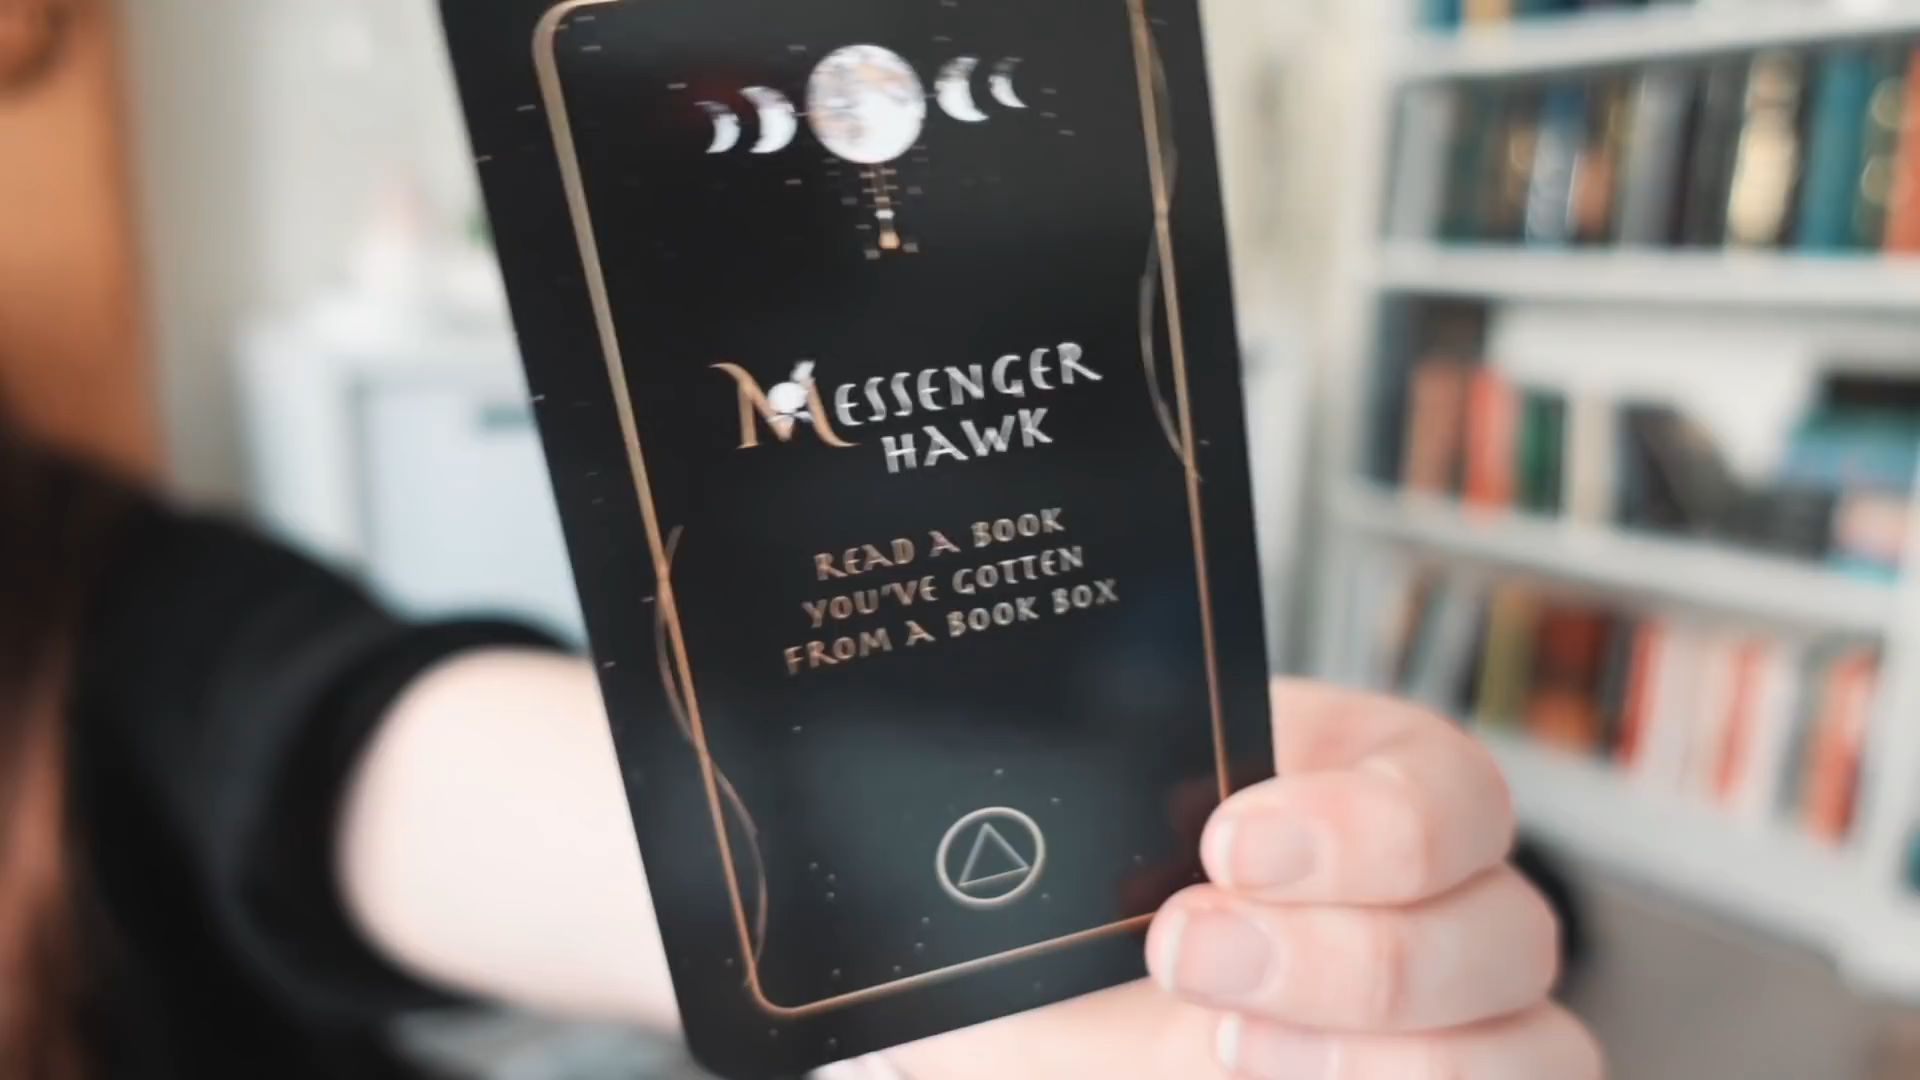 MESSENGER
HAWK
READ A BOOK
YOU'VE GOTTEN
FROM A BOOK BOX